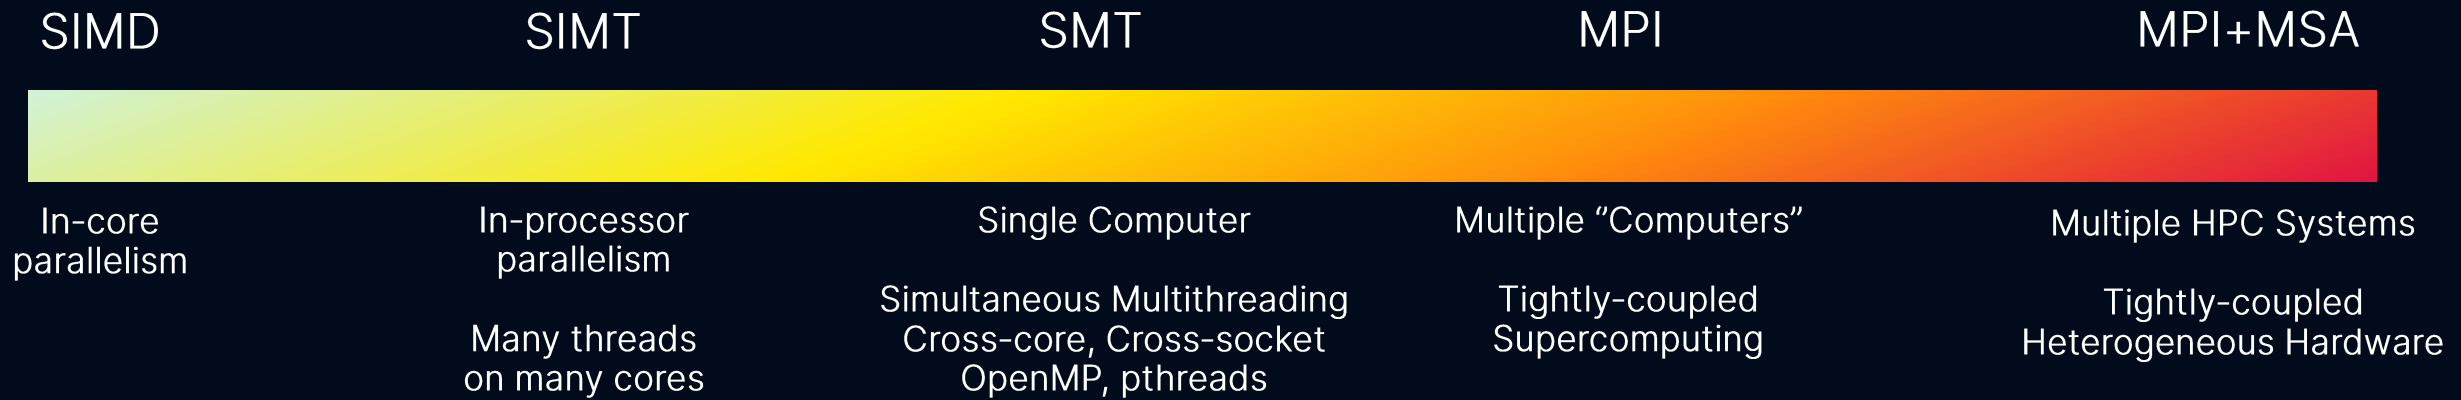 SIMD
SIMT
SMT
MPI
MPI+MSA
In-core
parallelism
In-processor
parallelism
Many threads
on many cores
Single Computer
Simultaneous Multithreading
Cross-core, Cross-socket
OpenMP, pthreads
Multiple “Computers”
Tightly-coupled
Supercomputing
Multiple HPC Systems
Tightly-coupled
Heterogeneous Hardware